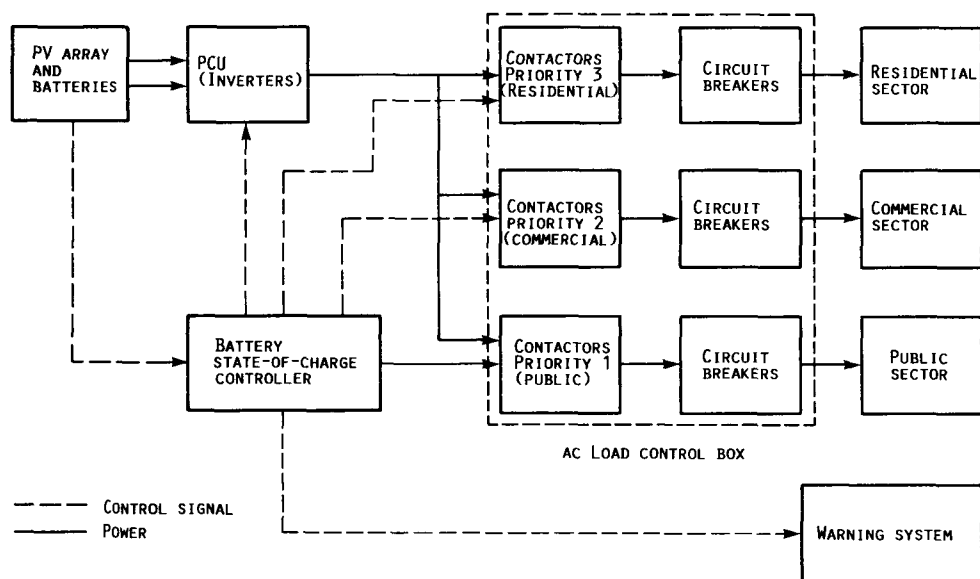 PV ARRAY
AND
BATTERIES
PCU
(INVERTERS)
CONTACTORS
PRIORITY 3
(RESIDENTIAL)
CIRCUIT
BREAKERS
RESIDENTIAL
SECTOR
CONTACTORS
PRIORITY 2
(COMMERCIAL)
CIRCUIT
BREAKERS
COMMERCIAL
SECTOR
BATTERY
STATE-OF-CHARGE
CONTROLLER
CONTACTORS
PRIORITY 1
(PUBLIC)
CIRCUIT
BREAKERS
PUBLIC
SECTOR
AC LOAD CONTROL BOX
CONTROL SIGNAL
POWER
WARNING SYSTEM